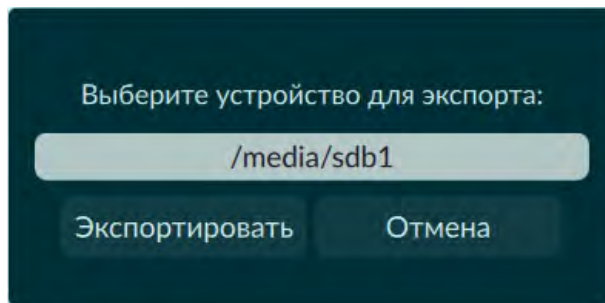 Выберите устройство для экспорта:
/media/sdb1
Экспортировать Отмена